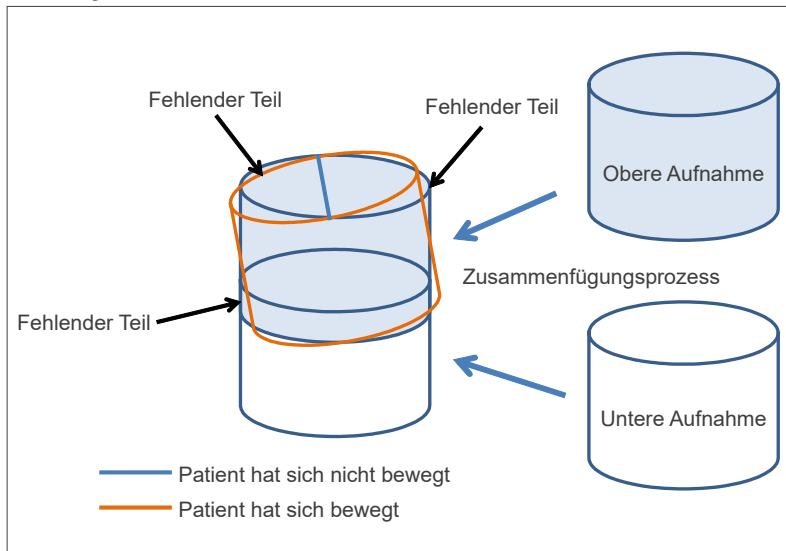 Fehlender Teil
Fehlender Teil
Obere Aufnahme
Zusammenfügungsprozess
Fehlender Teil
Untere Aufnahme
Patient hat sich nicht bewegt
Patient hat sich bewegt